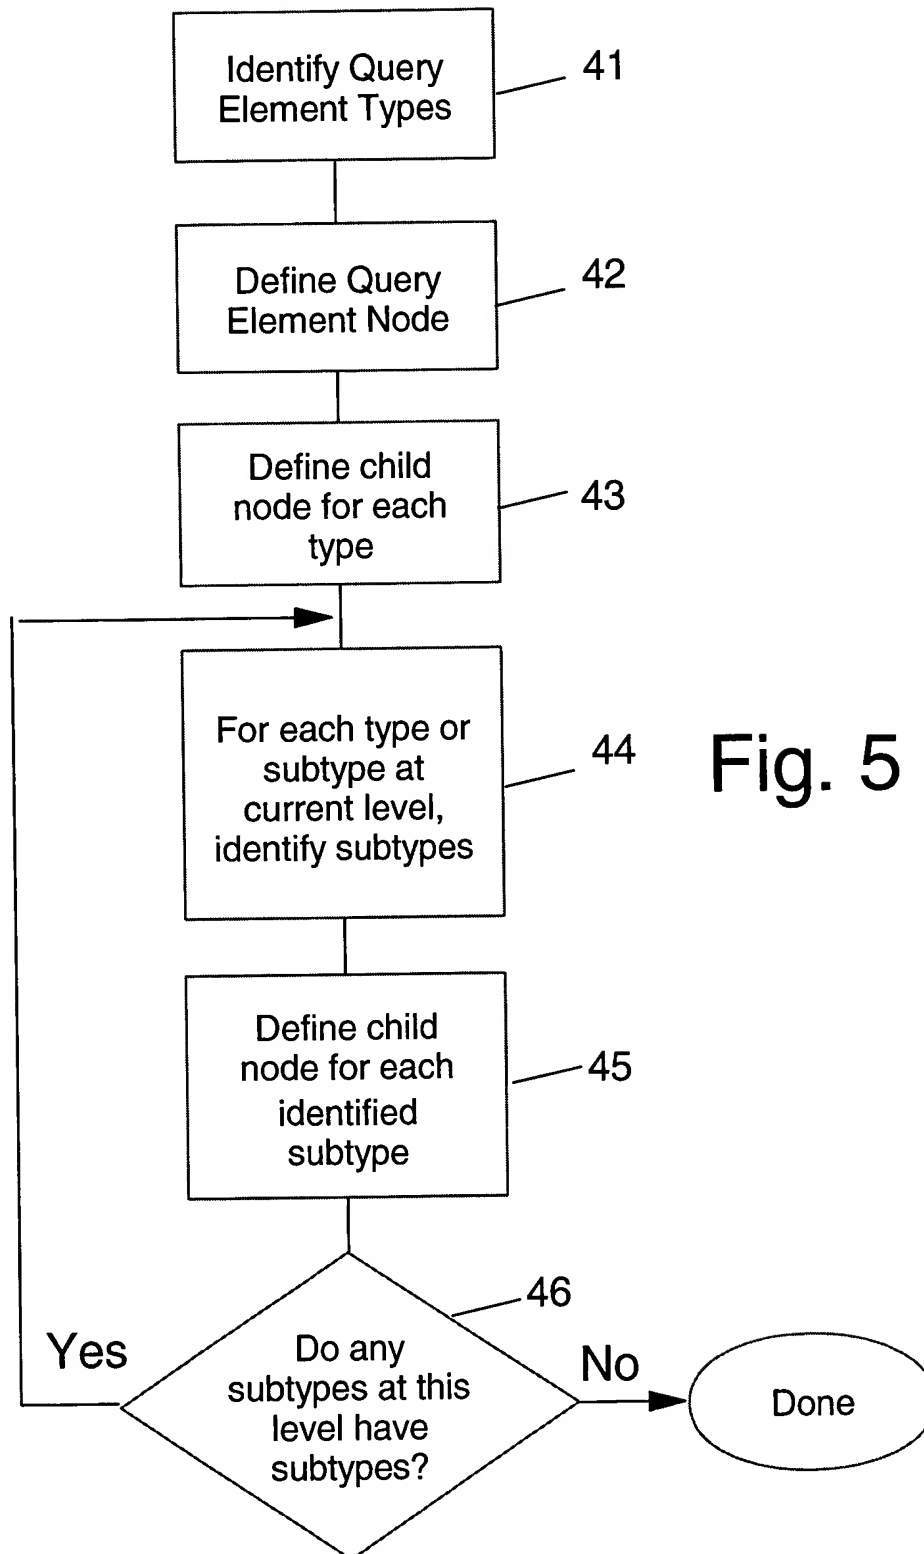 Identify Query
Element Types
41
Define Query
Element Node
42
Define child
node for each
type
43
For each type or
subtype at
current level,
identify subtypes
44
Fig. 5
Define child
node for each
identified
subtype
45
46
Do any
subtypes at this
level have
subtypes?
Yes
No
Done